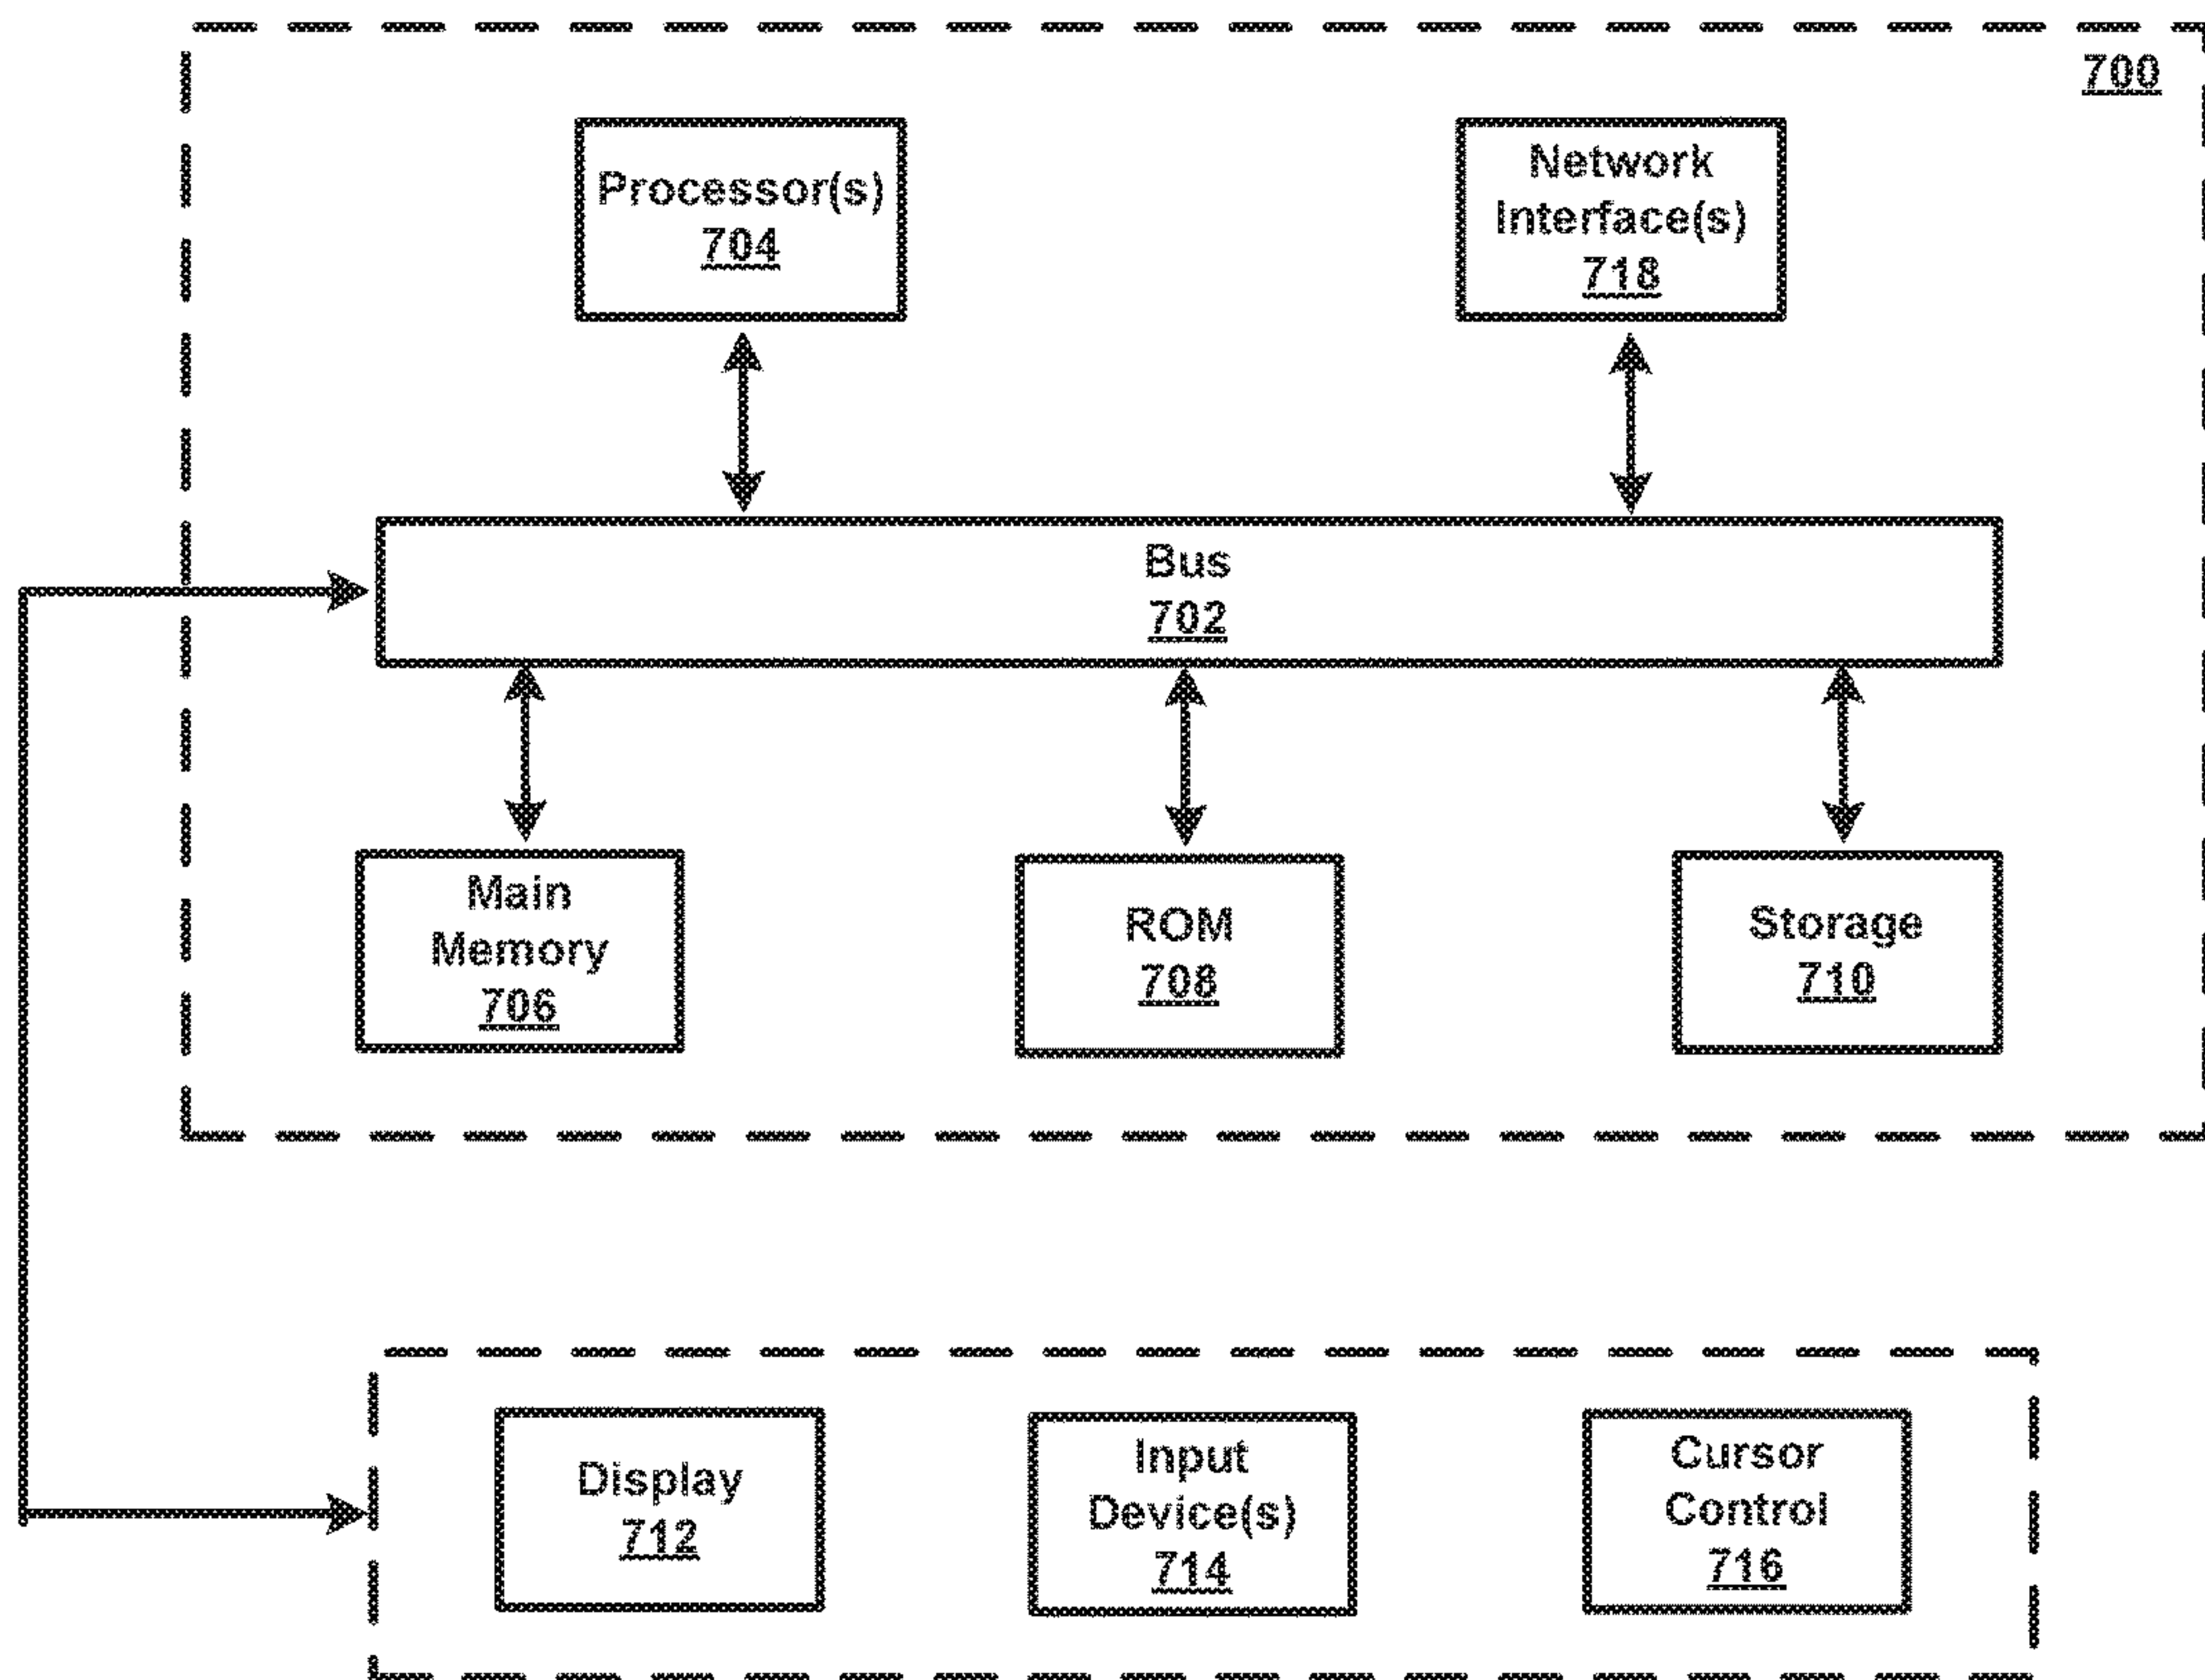 700
Processor(s)
704
Network
Interface(s)
718
Bus
702
Main
Memory
706
ROM
708
Storage
710
Display
712
Input
Device(s)
714
Cursor
Control
716